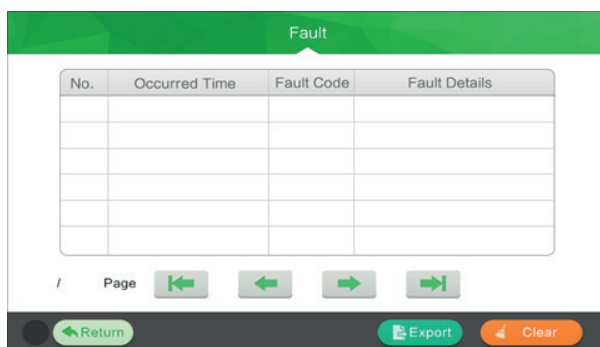 Fault
No. Occurred Time Fault Code Fault Details
/ Page
Return Export Clear